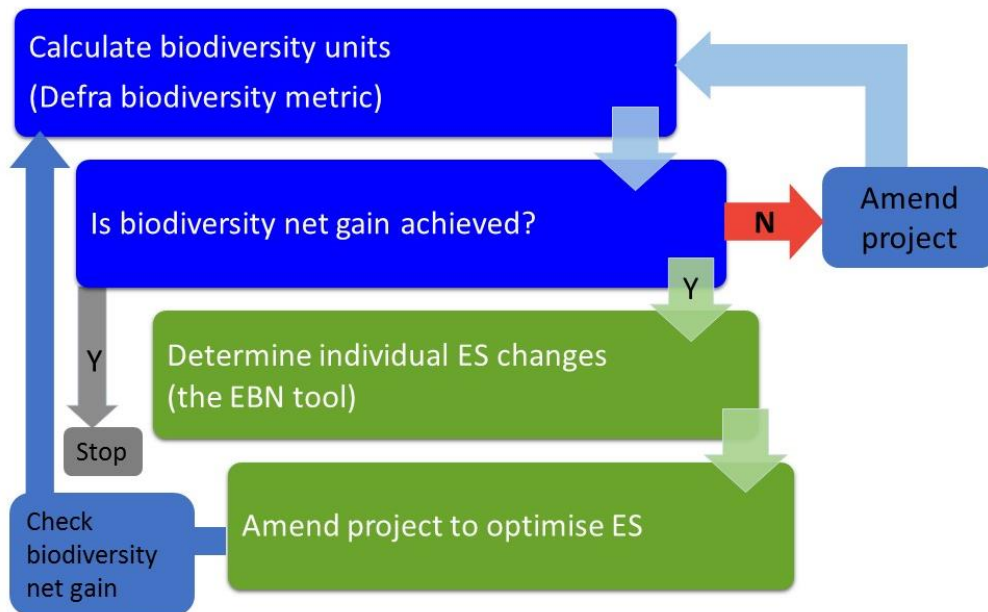 Calculate biodiversity units
(Defra biodiversity metric)
Is biodiversity net gain achieved?
N
Amend
project
Y
Y
Determine individual ES changes
(the EBN tool)
Stop
Amend project to optimise ES
Check
biodiversity
net gain